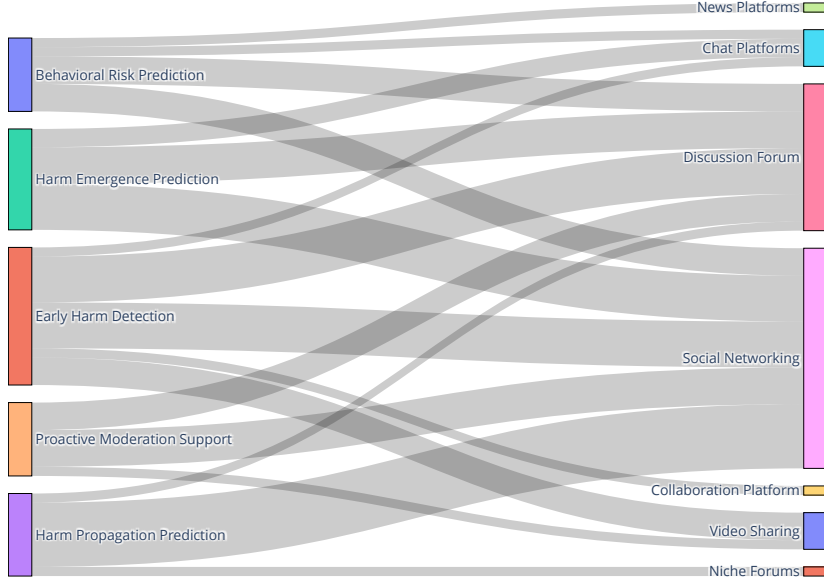 Behavioral Risk Prediction
Harm Emergence Prediction
Early Harm Detection
Proactive Moderation Support
Harm Propagation Prediction
News Platforms
Chat Platforms
Discussion Forum
Social Networking
Collaboration Platform
Video Sharing
Niche Forums